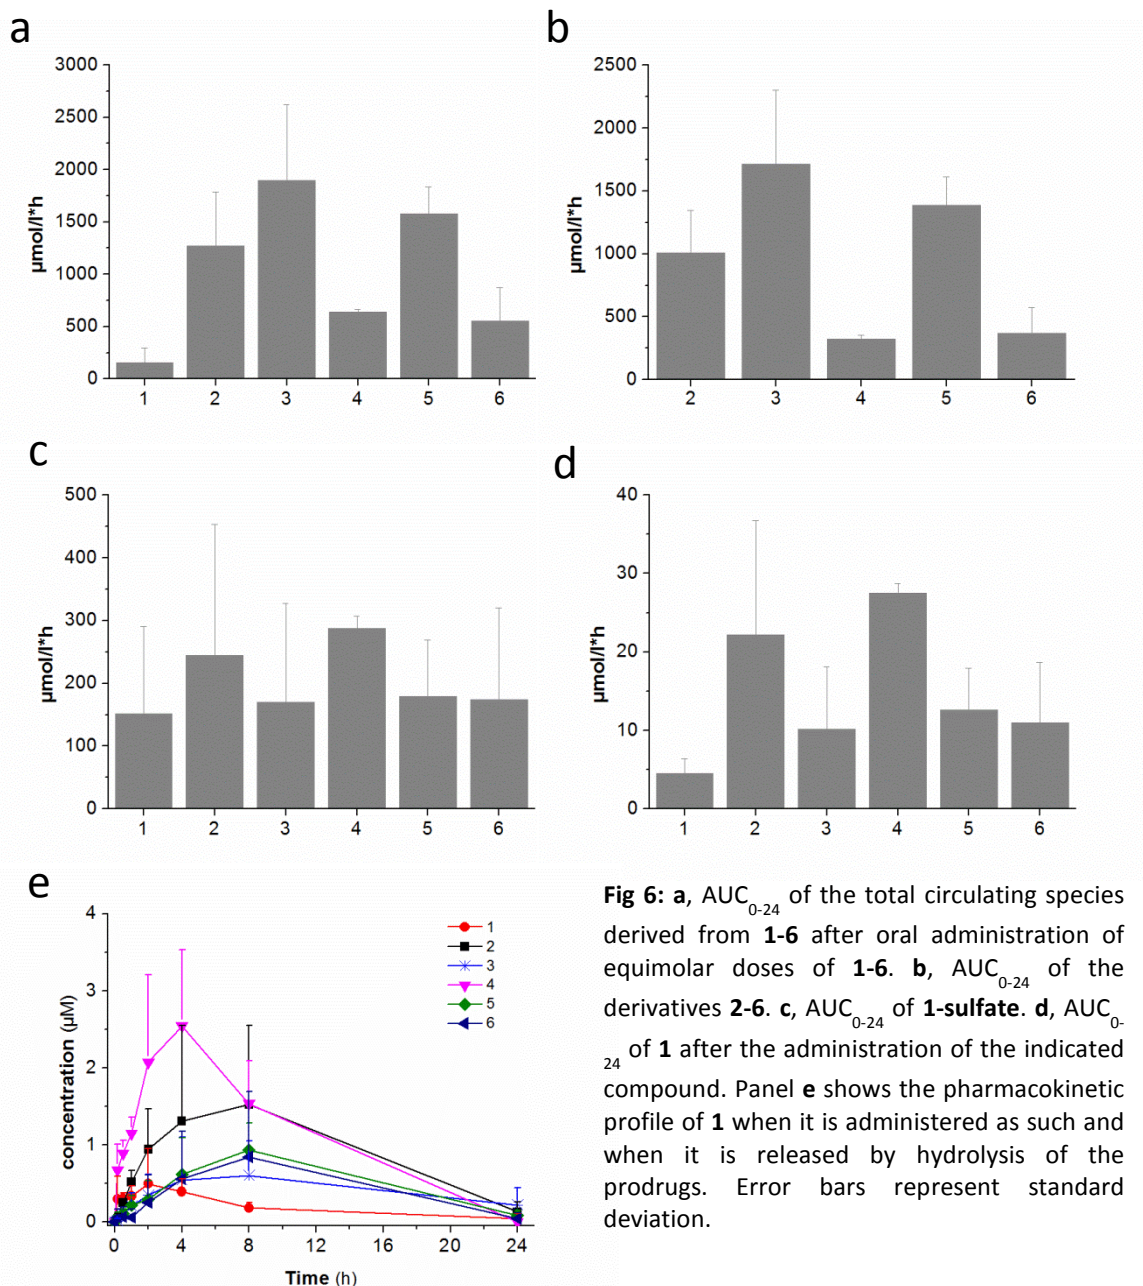 a
3000
2500
2000
1500
1000
500
0
µmol/l*h
1 2 3 4 5 6
b
2500
2000
1500
1000
500
0
µmol/l*h
2 3 4 5 6
c
500
400
300
200
100
0
µmol/l*h
1 2 3 4 5 6
d
40
30
20
10
0
µmol/l*h
1 2 3 4 5 6
e
4
3
2
1
0
concentration (µM)
1
2
3
4
5
6
0 4 8 12 16 20 24
Time (h)
Fig 6: a, AUC0-24 of the total circulating species
derived from 1-6 after oral administration of
equimolar doses of 1-6. b, AUC0-24 of the
derivatives 2-6. c, AUC0-24 of 1-sulfate. d, AUC0-
24 of 1 after the administration of the indicated
compound. Panel e shows the pharmacokinetic
profile of 1 when it is administered as such and
when it is released by hydrolysis of the
prodrugs. Error bars represent standard
deviation.